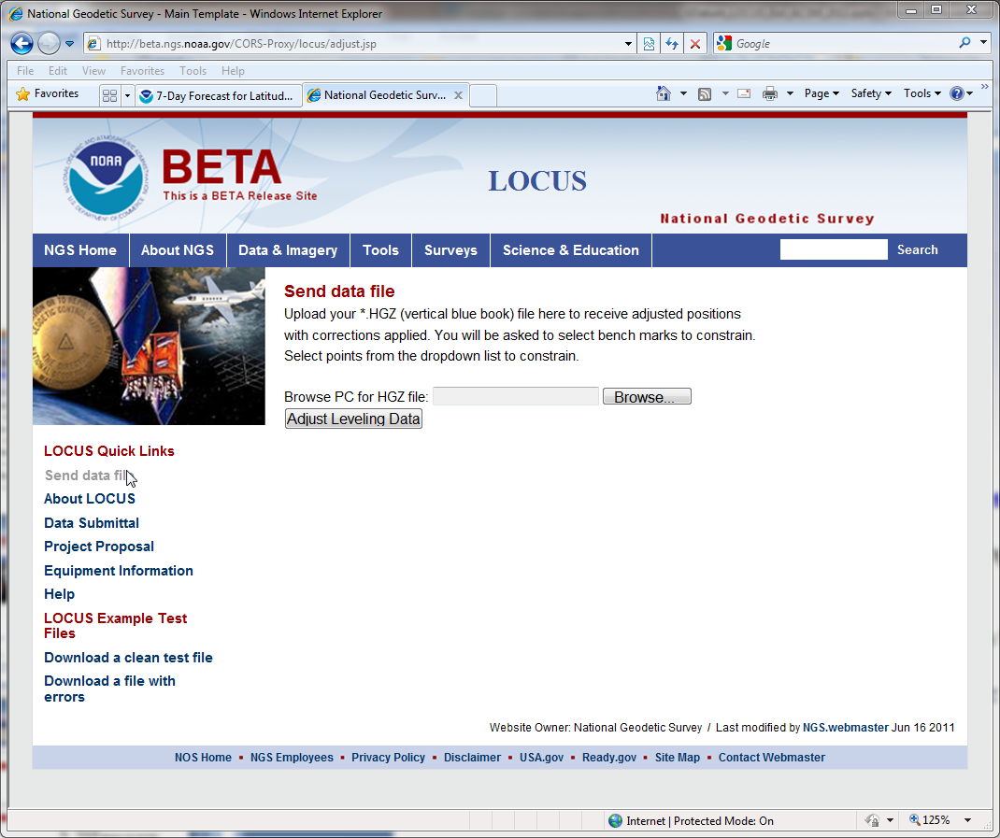 National Geodetic Survey - Main Template - Windows Internet Explorer
http://beta.ngs.noaa.gov/CORS-Proxy/locus/adjust.jsp
Google
File Edit View Favorites Tools Help
Favorites
7-Day Forecast for Latitud...
National Geodetic Surv...
Page Safety Tools
NOAA
BETA
This is a BETA Release Site
LOCUS
National Geodetic Survey
NGS Home About NGS Data & Imagery Tools Surveys Science & Education Search
Send data file
Upload your *.HGZ (vertical blue book) file here to receive adjusted positions
with corrections applied. You will be asked to select bench marks to constrain.
Select points from the dropdown list to constrain.
Browse PC for HGZ file: Browse...
Adjust Leveling Data
LOCUS Quick Links
Send data file
About LOCUS
Data Submittal
Project Proposal
Equipment Information
Help
LOCUS Example Test
Files
Download a clean test file
Download a file with
errors
Website Owner: National Geodetic Survey / Last modified by NGS.webmaster Jun 16 2011
NOS Home ▪ NGS Employees ▪ Privacy Policy ▪ Disclaimer ▪ USA.gov ▪ Ready.gov ▪ Site Map ▪ Contact Webmaster
Internet | Protected Mode: On
125%